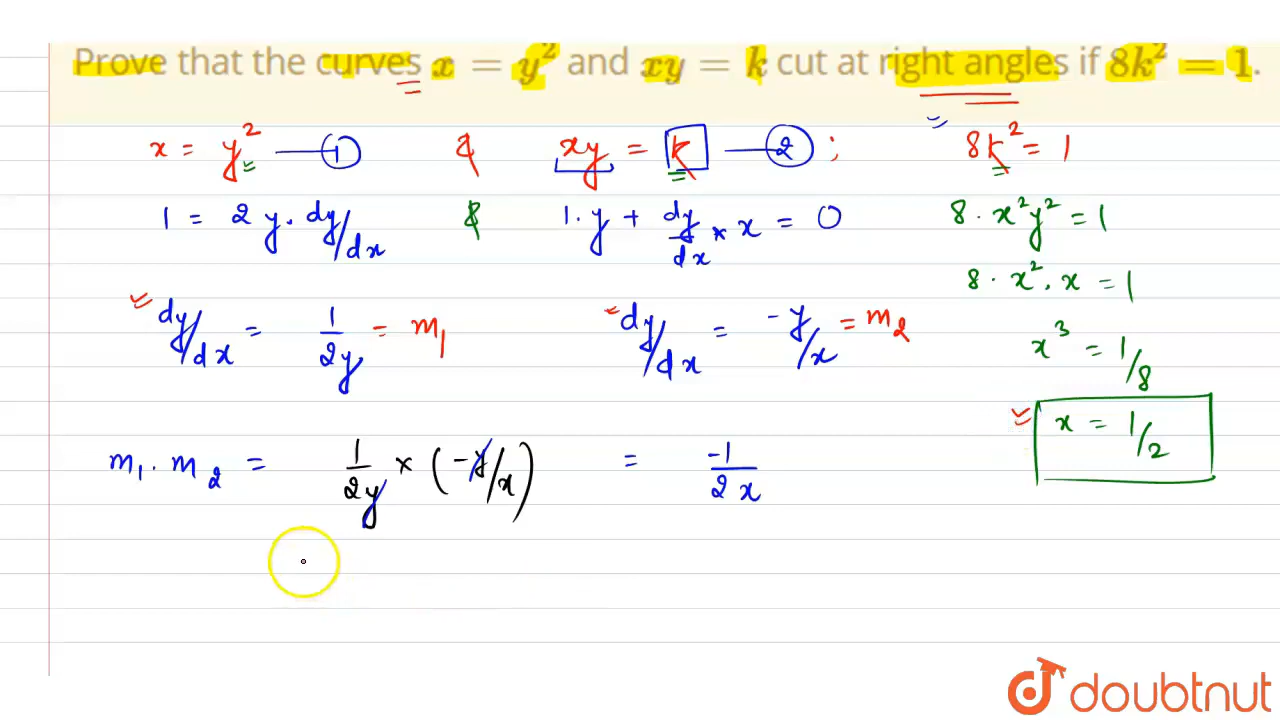 Prove that the curves x = y² and xy = k cut at right angles if 8k² = 1.
x = y² — 1 & xy = k — 2 ; 8k² = 1
1 = 2y · dy/dx & 1·y + dy/dx × x = 0 8 · x²y² = 1
8 · x² · x = 1
dy/dx = 1/2y = m₁ dy/dx = -y/x = m₂ x³ = 1/8
x = 1/2
m₁ · m₂ = 1/2y × (-y/x) = -1/2x
doubtnut